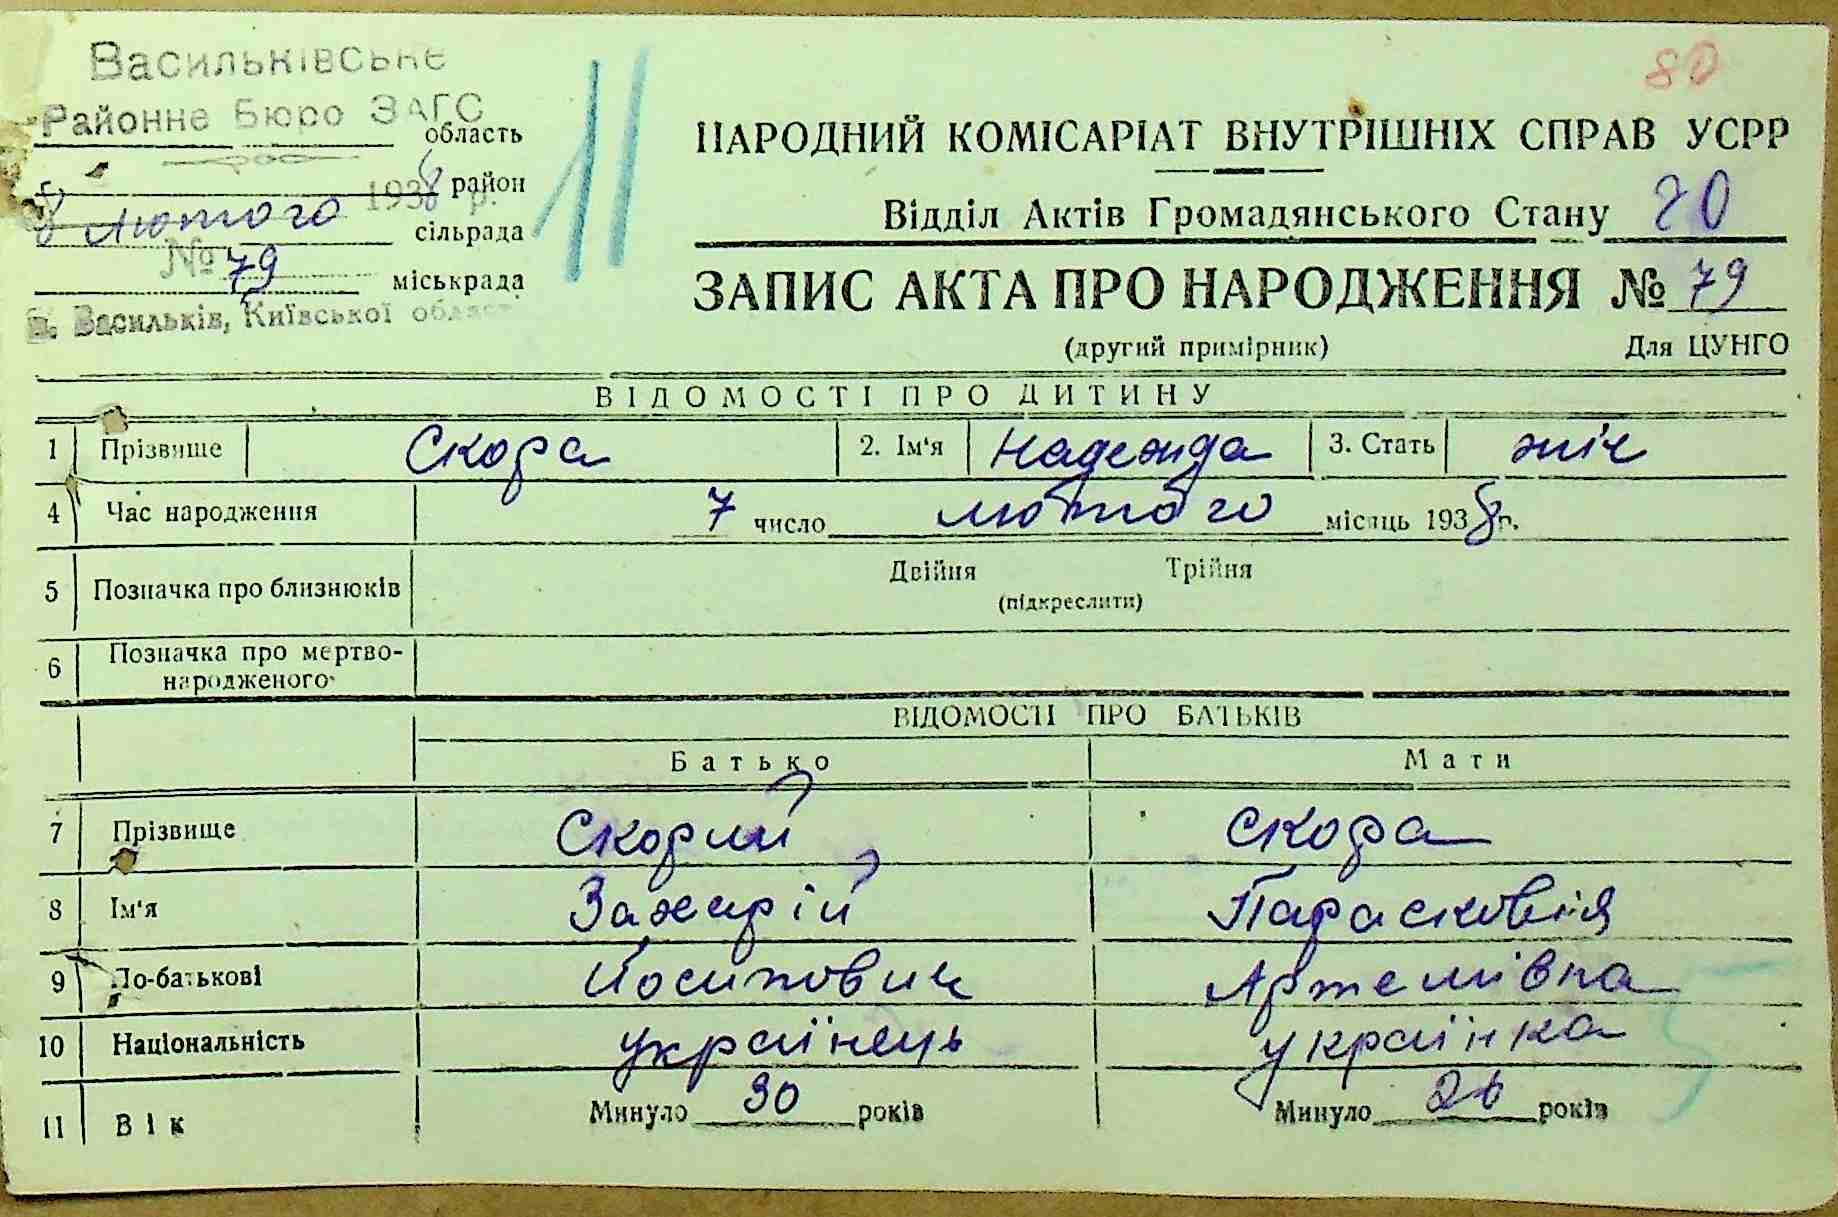 Васильківське
Районне Бюро ЗАГС
область
район
8 лютого 1938 р.
сільрада
№ 79
міськрада
м. Васильків, Київської област
11
80
НАРОДНИЙ КОМІСАРІАТ ВНУТРІШНІХ СПРАВ УСРР
Відділ Актів Громадянського Стану
ЗАПИС АКТА ПРО НАРОДЖЕННЯ № 79
(другий примірник) Для ЦУНГО
ВІДОМОСТІ ПРО ДИТИНУ
1 Прізвище Скора 2. Ім'я Надежда 3. Стать жіч
4 Час народження 7 число лютого місяць 1938 р.
5 Позначка про близнюків Двійня Трійня
(підкреслити)
6 Позначка про мертво-
народженого
ВІДОМОСТІ ПРО БАТЬКІВ
Батько Мати
7 Прізвище Скорий Скора
8 Ім'я Захарій Парасковія
9 По-батькові Йосипович Артемівна
10 Національність українець українка
11 Вік Минуло 30 років Минуло 26 років